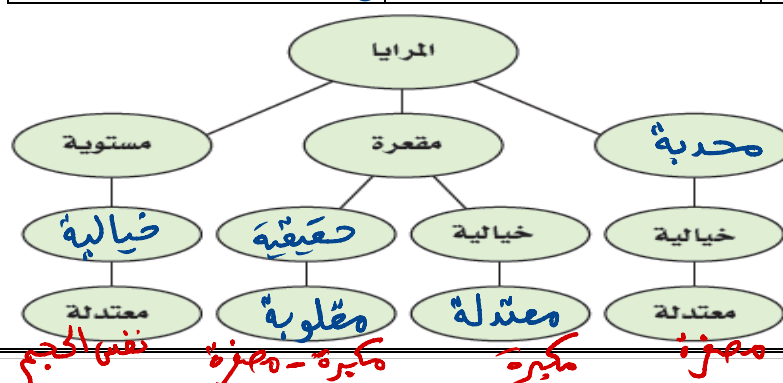 المرايا
محدبة مقعرة مستوية
خيالية خيالية حقيقية خيالية
معتدلة معتدلة مقلوبة معتدلة
مصغرة مكبرة مكبرة - مصغرة نفس الحجم